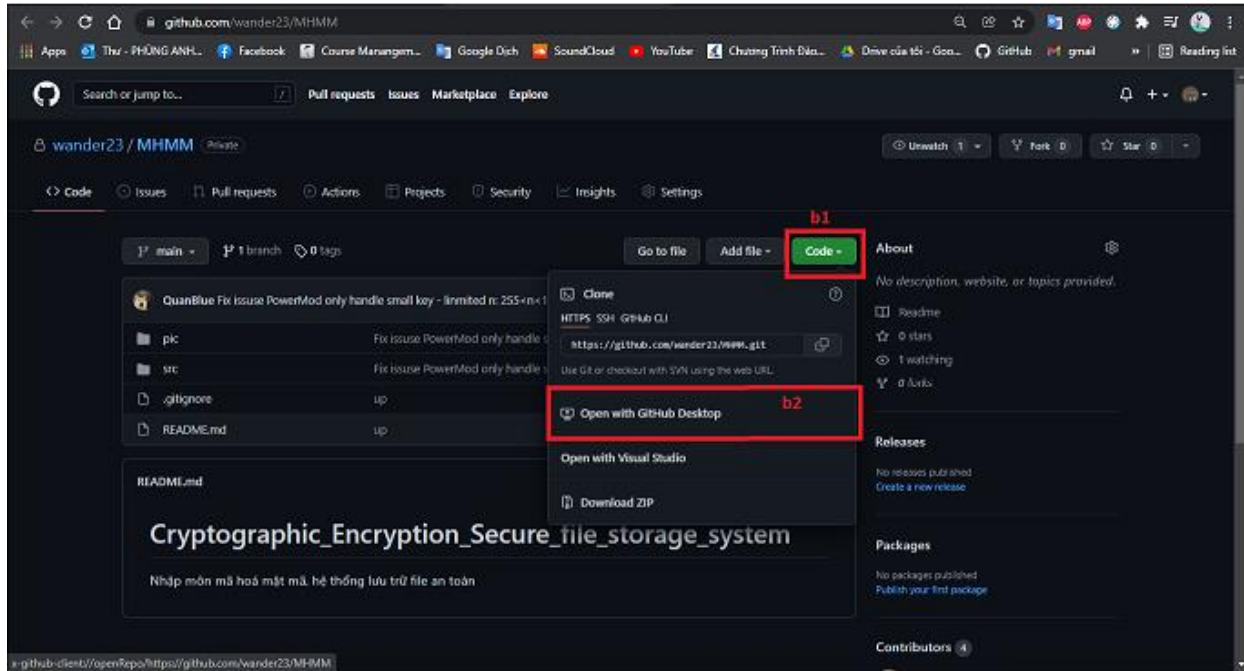 github.com/wander23/MHMM
Apps Thư - PHÙNG ANH... Facebook Course Manangem... Google Dịch SoundCloud YouTube Chương Trình Đào... Drive của tôi - Goo... GitHub gmail » Reading list
Search or jump to... / Pull requests Issues Marketplace Explore
wander23 / MHMM Private
Unwatch 1 Fork 0 Star 0
<> Code Issues Pull requests Actions Projects Security Insights Settings
b1
main 1 branch 0 tags Go to file Add file Code
About
No description, website, or topics provided.
Readme
0 stars
1 watching
0 forks
QuanBlue Fix issuse PowerMod only handle small key - linmited n: 255<n<1
pic Fix issuse PowerMod only handle s
src Fix issuse PowerMod only handle s
.gitignore up
README.md up
Clone
HTTPS SSH GitHub CLI
https://github.com/wander23/MHMM.git
Use Git or checkout with SVN using the web URL.
b2
Open with GitHub Desktop
Open with Visual Studio
Download ZIP
Releases
No releases published
Create a new release
README.md
Cryptographic_Encryption_Secure_file_storage_system
Nhập môn mã hoá mật mã. hệ thống lưu trữ file an toàn
Packages
No packages published
Publish your first package
Contributors 4
x-github-client://openRepo/https://github.com/wander23/MHMM